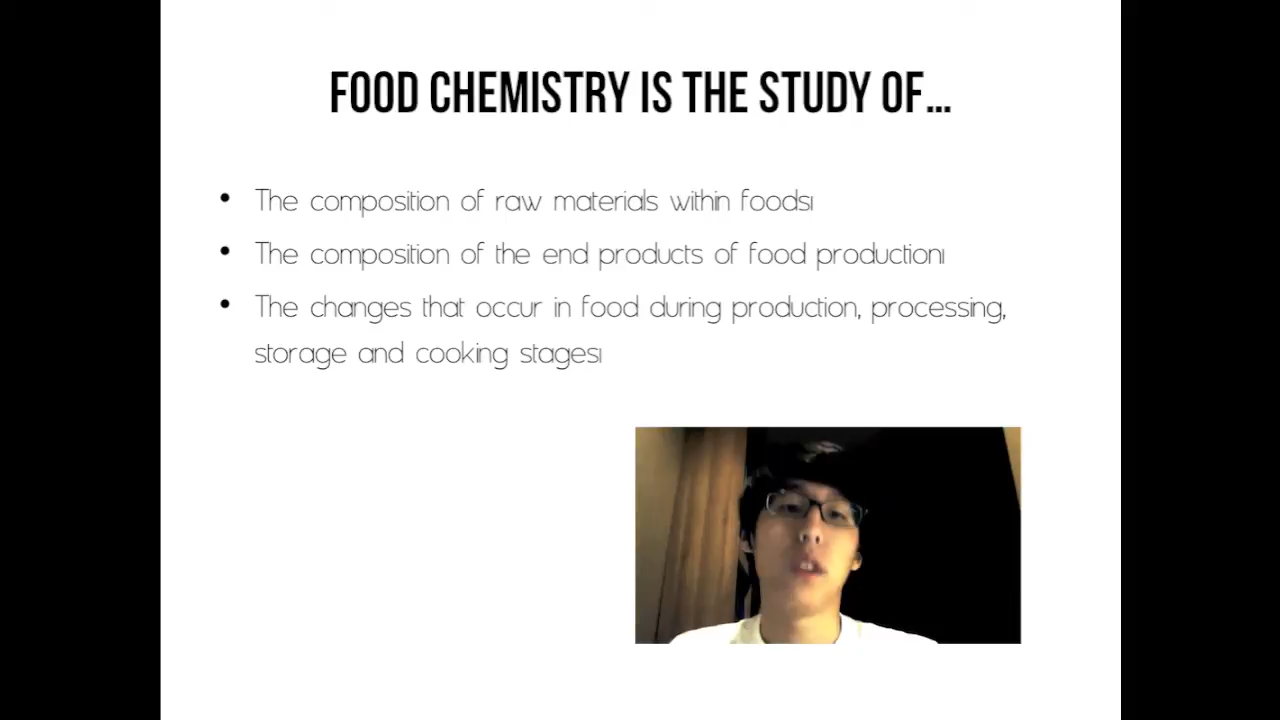 FOOD CHEMISTRY IS THE STUDY OF...
• The composition of raw materials within foods.
• The composition of the end products of food production.
• The changes that occur in food during production, processing,
storage and cooking stages.